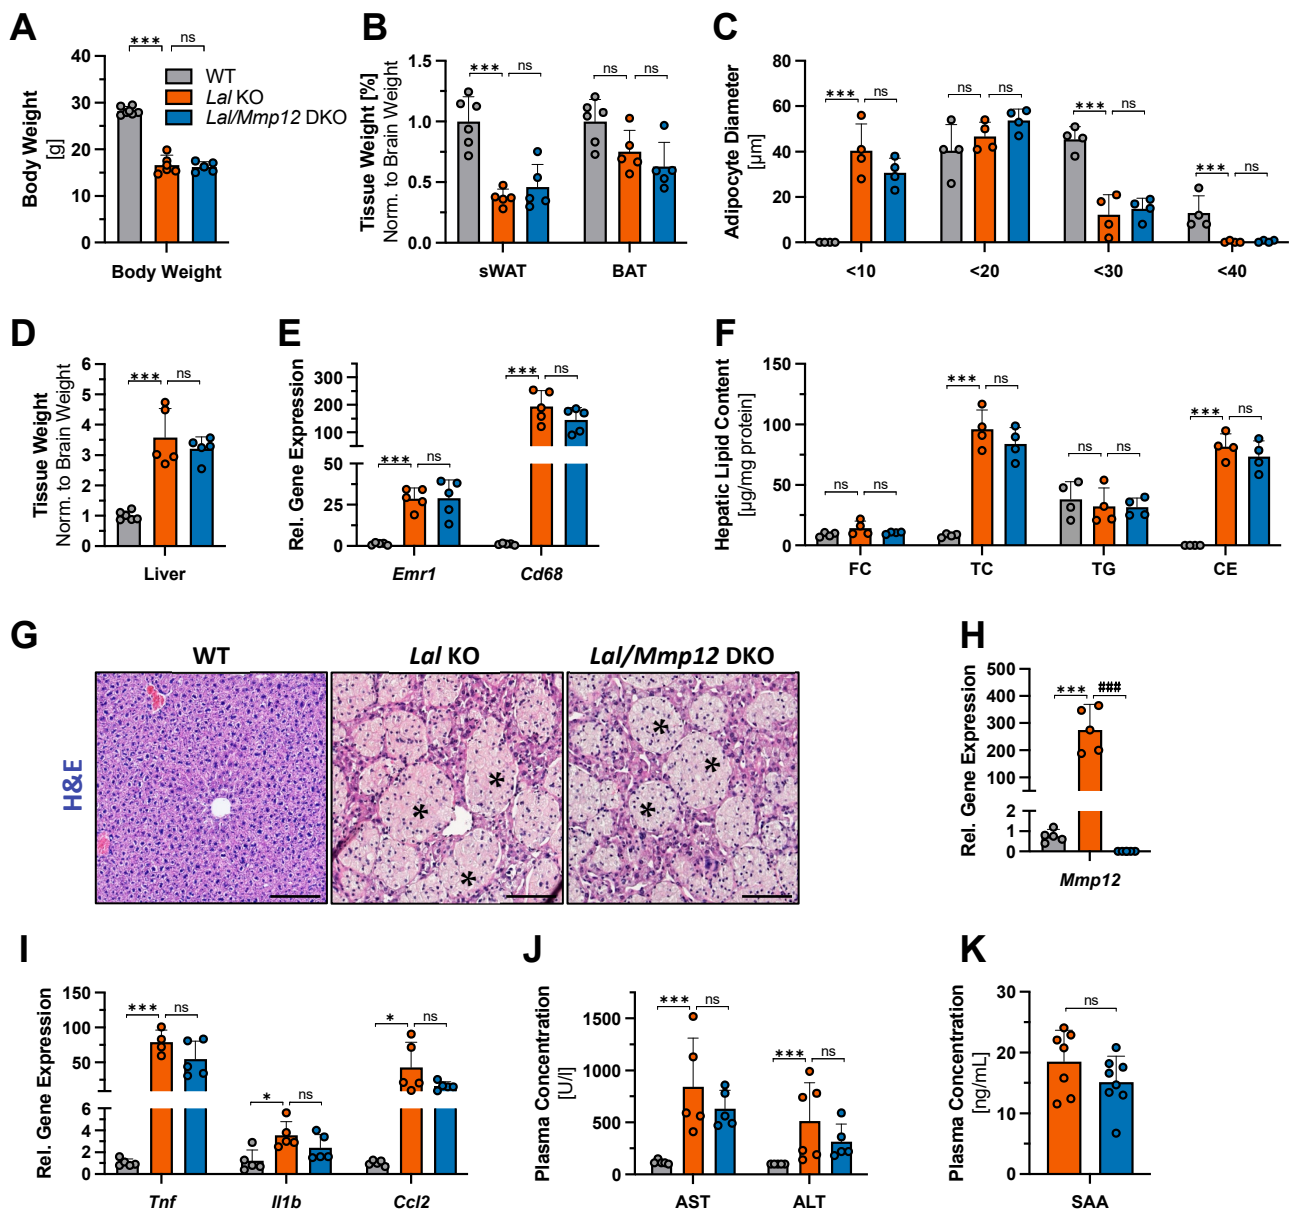 A
Body Weight
[g]
40
30
20
10
0
*** ns
WT
Lal KO
Lal/Mmp12 DKO
Body Weight
B
Tissue Weight [%]
Norm. to Brain Weight
1.5
1.0
0.5
0.0
*** ns ns ns
sWAT BAT
C
Adipocyte Diameter
[µm]
80
60
40
20
0
*** ns ns ns *** ns *** ns
<10 <20 <30 <40
D
Tissue Weight
Norm. to Brain Weight
6
5
4
3
2
1
0
*** ns
Liver
E
Rel. Gene Expression
300
250
200
150
100
50
25
0
*** ns *** ns
Emr1 Cd68
F
Hepatic Lipid Content
[µg/mg protein]
150
100
50
0
ns ns *** ns ns ns *** ns
FC TC TG CE
G
WT Lal KO Lal/Mmp12 DKO
H&E
* * *
* * *
H
Rel. Gene Expression
500
400
300
200
100
2
1
0
*** ###
Mmp12
I
Rel. Gene Expression
150
100
50
6
4
2
0
*** ns * ns * ns
Tnf Il1b Ccl2
J
Plasma Concentration
[U/l]
1500
1000
500
0
*** ns *** ns
AST ALT
K
Plasma Concentration
[ng/mL]
30
20
10
0
ns
SAA